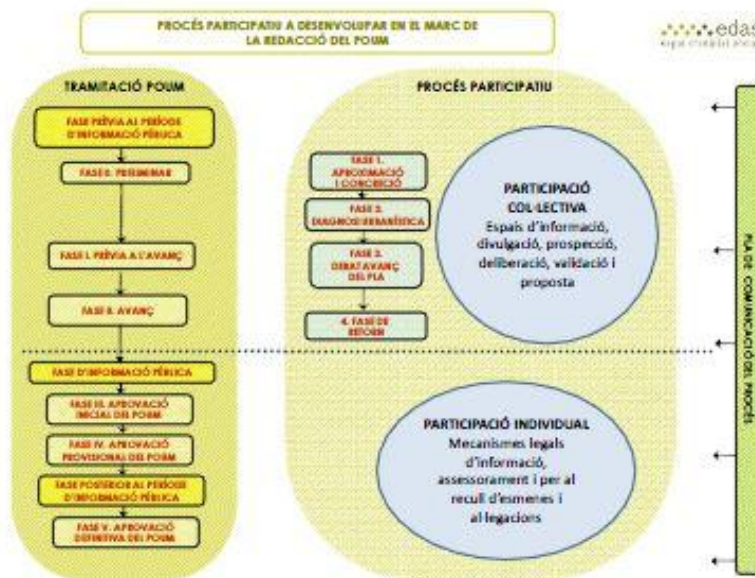 PROCÉS PARTICIPATIU A DESENVOLUPAR EN EL MARC DE
LA REDACCIÓ DEL POUM
edas
TRAMITACIÓ POUM
FASE PRÈVIA AL PERÍODE
D'INFORMACIÓ PÚBLICA
FASE 0. PRELIMINAR
FASE I. PRÈVIA A L'AVANÇ
FASE II. AVANÇ
FASE D'INFORMACIÓ PÚBLICA
FASE III. APROVACIÓ
INICIAL DEL POUM
FASE IV. APROVACIÓ
PROVISIONAL DEL POUM
FASE POSTERIOR AL PERÍODE
D'INFORMACIÓ PÚBLICA
FASE V. APROVACIÓ
DEFINITIVA DEL POUM
PROCÉS PARTICIPATIU
FASE 1.
APROXIMACIÓ
I CONCRECIÓ
FASE 2.
DIAGNOSI URBANÍSTICA
FASE 3.
DEBAT AVANÇ
DEL PLA
4. FASE DE
RETORN
PARTICIPACIÓ
COL·LECTIVA
Espais d'informació,
divulgació, prospecció,
deliberació, validació i
proposta
PARTICIPACIÓ INDIVIDUAL
Mecanismes legals
d'informació,
assessorament i per al
recull d'esmenes i
al·legacions
PLA DE COMUNICACIÓ DEL PROCÉS